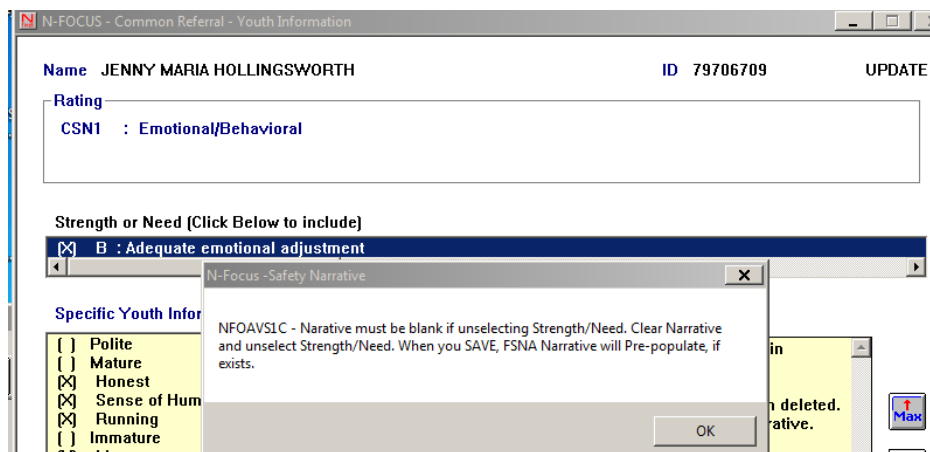 N-FOCUS - Common Referral - Youth Information
Name JENNY MARIA HOLLINGSWORTH ID 79706709 UPDATE
Rating
CSN1 : Emotional/Behavioral
Strength or Need (Click Below to include)
[X] B : Adequate emotional adjustment
N-Focus -Safety Narrative
NFOAVS1C - Narative must be blank if unselecting Strength/Need. Clear Narrative
and unselect Strength/Need. When you SAVE, FSNA Narrative will Pre-populate, if
exists.
OK
Specific Youth Infor
[ ] Polite
[ ] Mature
[X] Honest
[X] Sense of Hum
[X] Running
[ ] Immature
in
n deleted.
rative.
Max